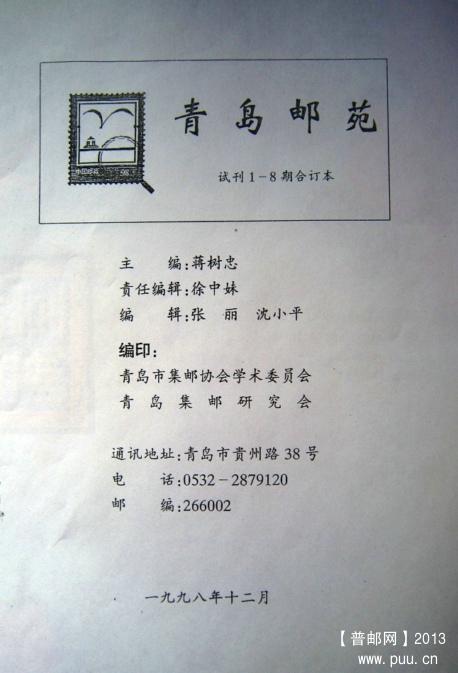 青岛邮苑
试刊1-8期合订本
中国邮政
主 编:蒋树忠
责任编辑:徐中妹
编 辑:张 丽 沈小平
编印:
青岛市集邮协会学术委员会
青岛集邮研究会
通讯地址:青岛市贵州路38号
电 话:0532-2879120
邮 编:266002
一九九八年十二月
【普邮网】2013
www.puu.cn